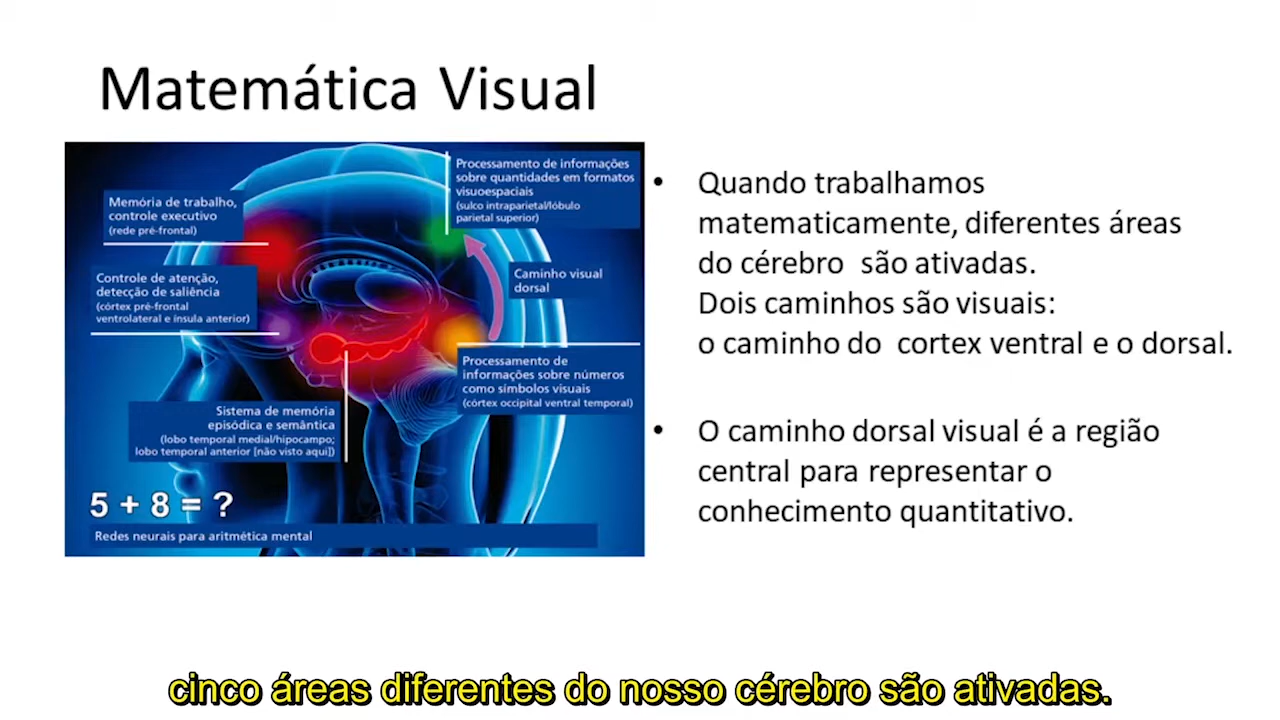 Matemática Visual
Processamento de informações
sobre quantidades em formatos
visuoespaciais
(sulco intraparietal/lóbulo
parietal superior)
Memória de trabalho,
controle executivo
(rede pré-frontal)
Caminho visual
dorsal
Controle de atenção,
detecção de saliência
(córtex pré-frontal
ventrolateral e ínsula anterior)
Processamento de
informações sobre números
como símbolos visuais
(córtex occipital ventral temporal)
Sistema de memória
episódica e semântica
(lobo temporal medial/hipocampo;
lobo temporal anterior [não visto aqui])
5 + 8 = ?
Redes neurais para aritmética mental
• Quando trabalhamos
matematicamente, diferentes áreas
do cérebro são ativadas.
Dois caminhos são visuais:
o caminho do cortex ventral e o dorsal.
• O caminho dorsal visual é a região
central para representar o
conhecimento quantitativo.
cinco áreas diferentes do nosso cérebro são ativadas.